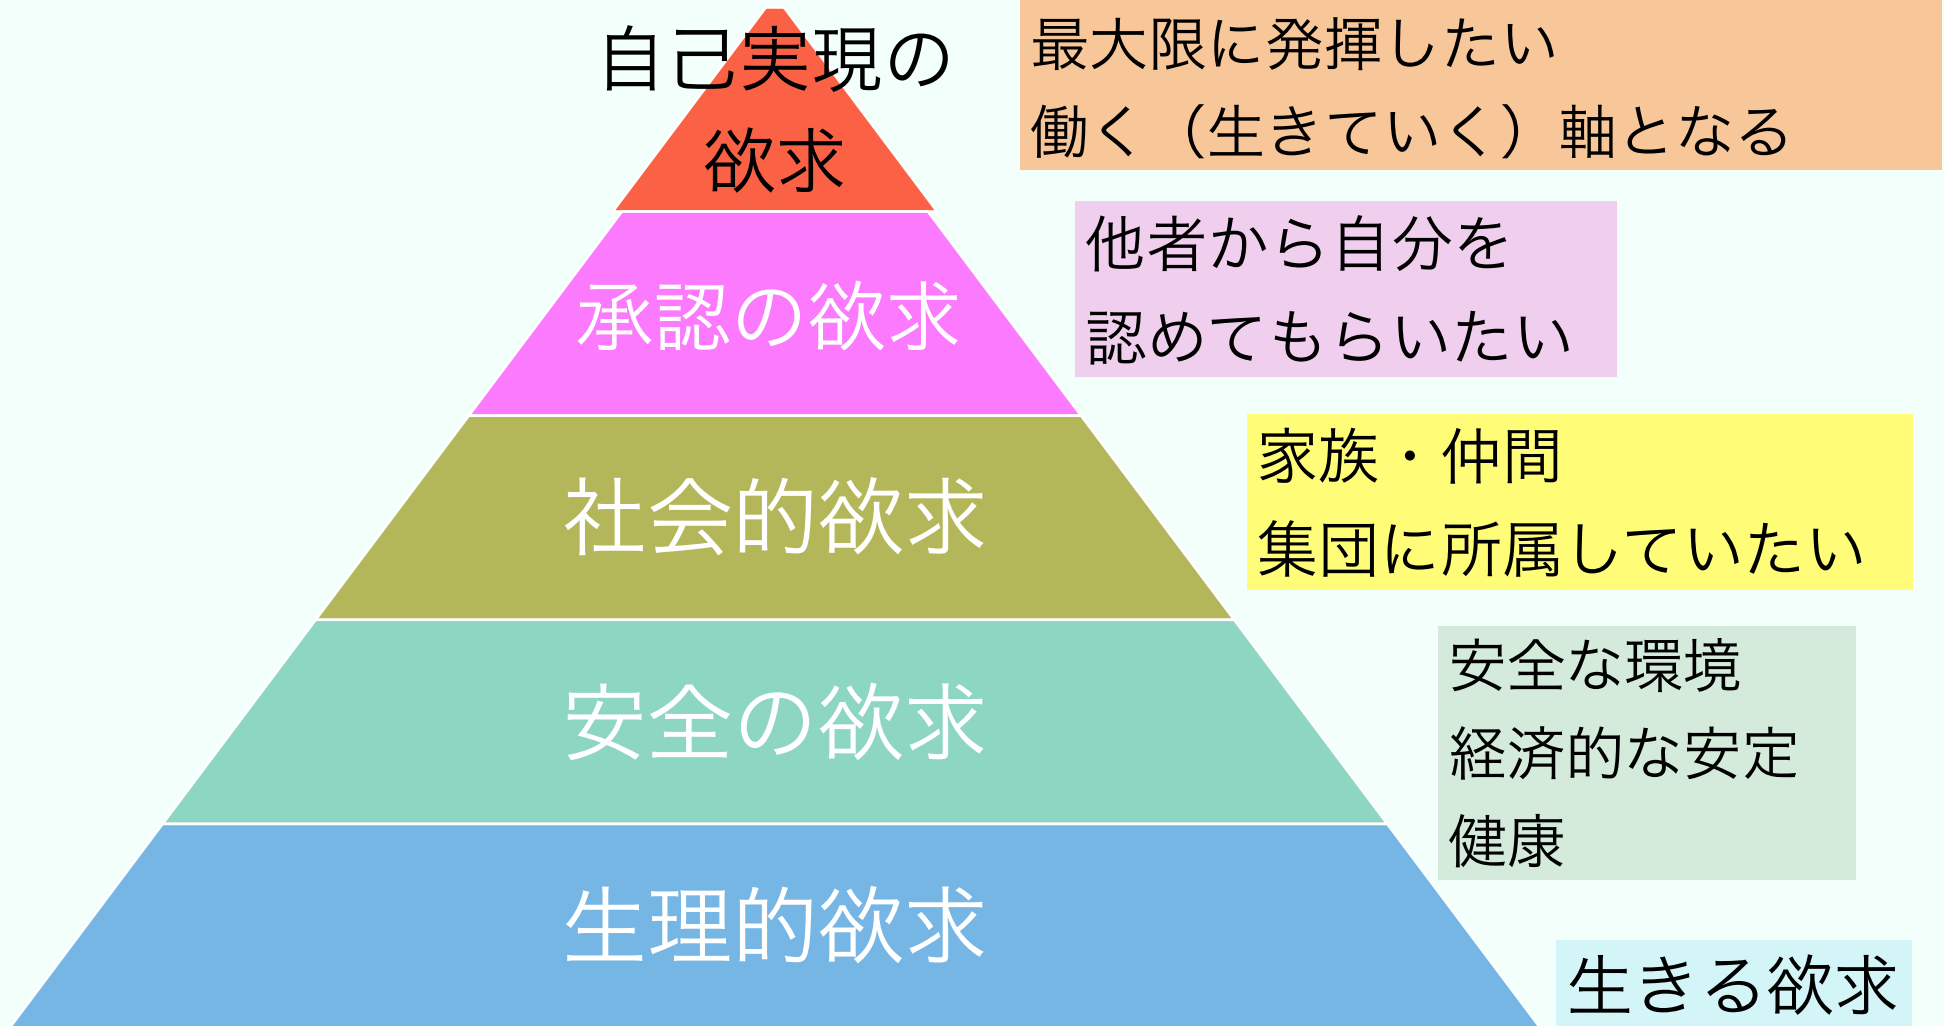 自己実現の
欲求
最大限に発揮したい
働く（生きていく）軸となる
承認の欲求
他者から自分を
認めてもらいたい
社会的欲求
家族・仲間
集団に所属していたい
安全の欲求
安全な環境
経済的な安定
健康
生理的欲求
生きる欲求